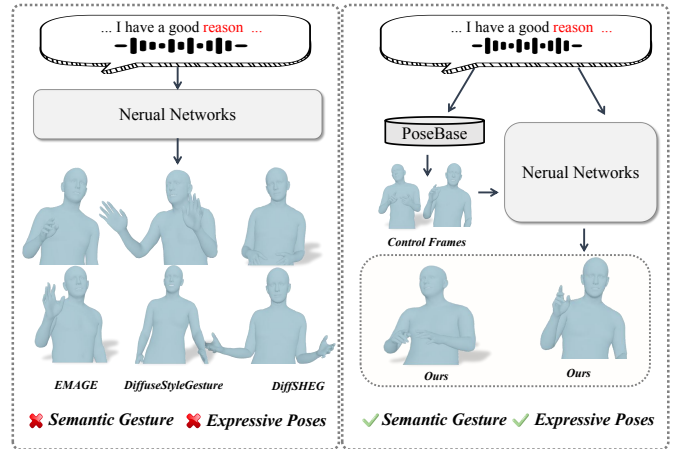 ... I have a good reason ...
Nerual Networks
EMAGE
DiffuseStyleGesture
DiffSHEG
Semantic Gesture
Expressive Poses
... I have a good reason ...
PoseBase
Nerual Networks
Control Frames
Ours
Ours
Semantic Gesture
Expressive Poses